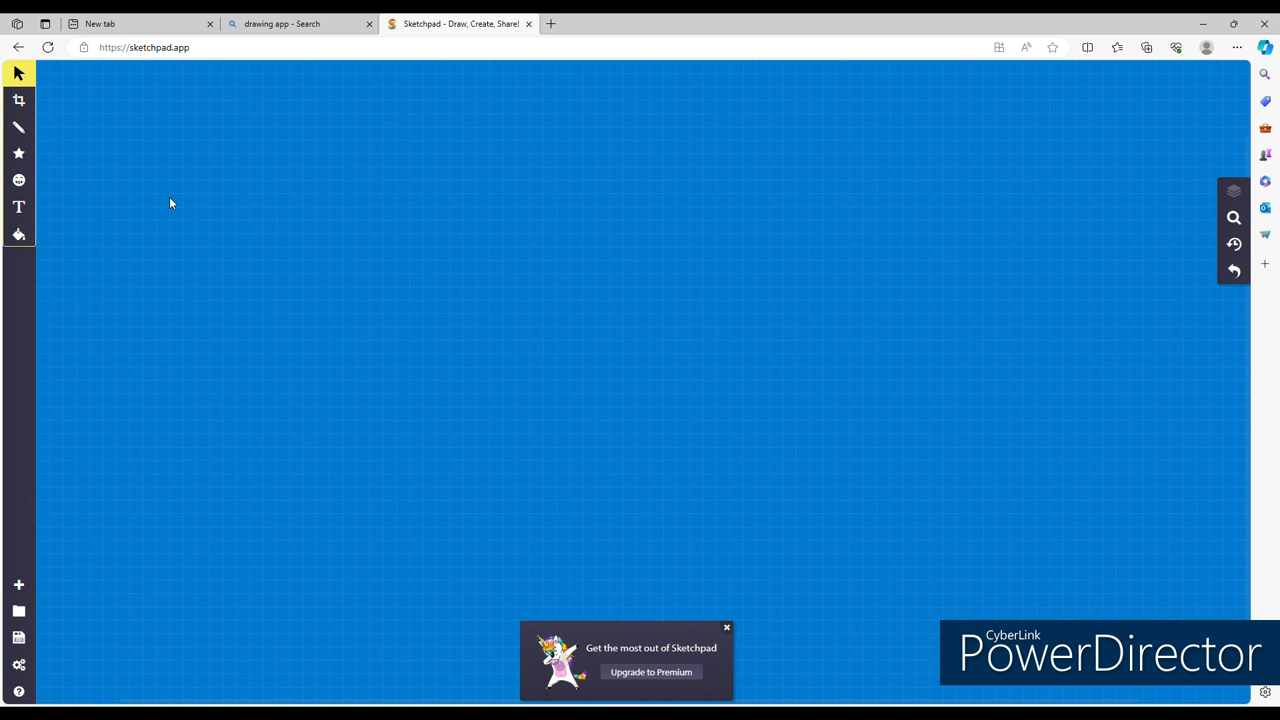 New tab
drawing app - Search
Sketchpad - Draw, Create, Share!
https://sketchpad.app
T
Get the most out of Sketchpad
Upgrade to Premium
CyberLink
PowerDirector